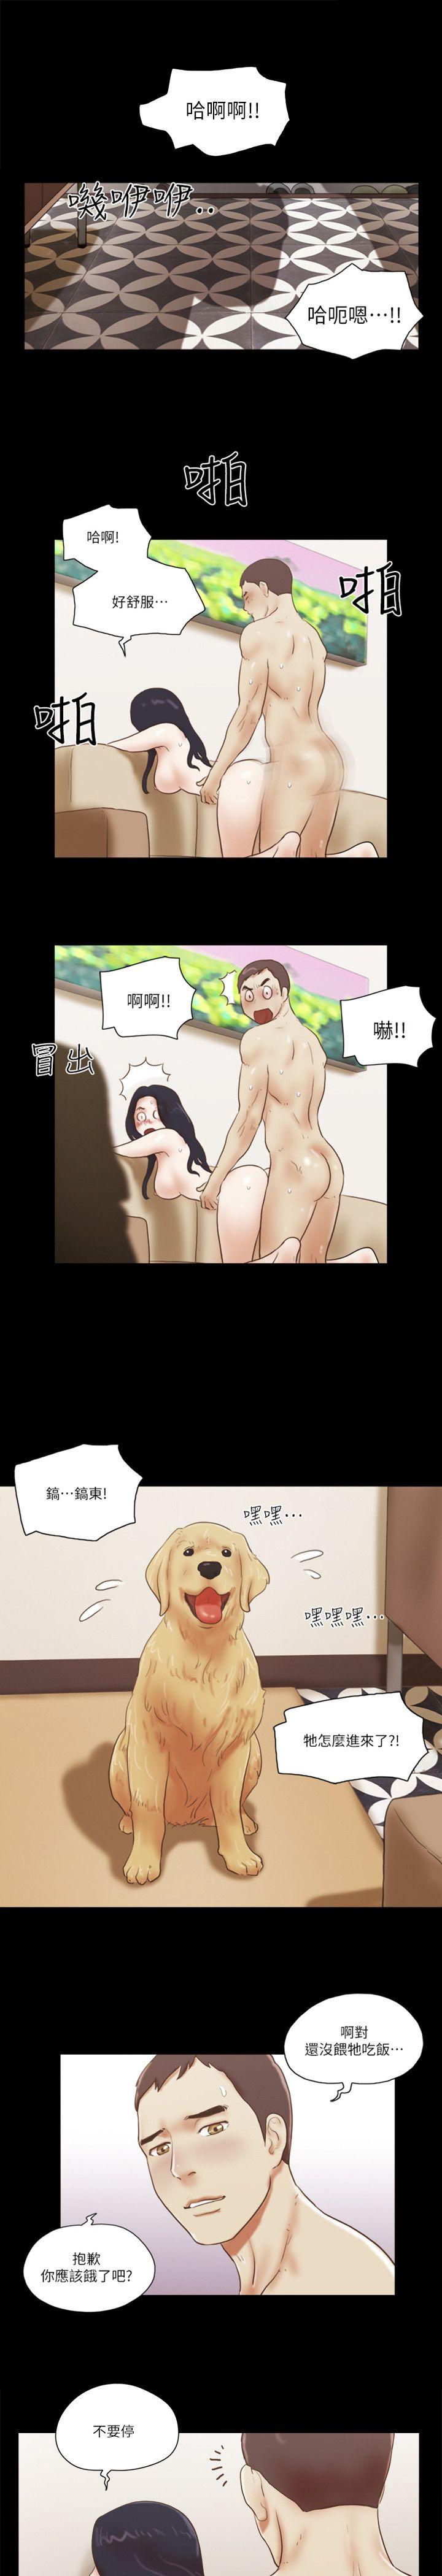 哈啊啊!!
嘰咿咿..
哈呃嗯…!!
啪
哈啊!
好舒服…
啪
啪
啊啊!!
嚇!!
冒出
鎬…鎬東!
嘿嘿…
嘿嘿嘿…
牠怎麼進來了?!
啊對
還沒餵牠吃飯…
抱歉
你應該餓了吧?
不要停